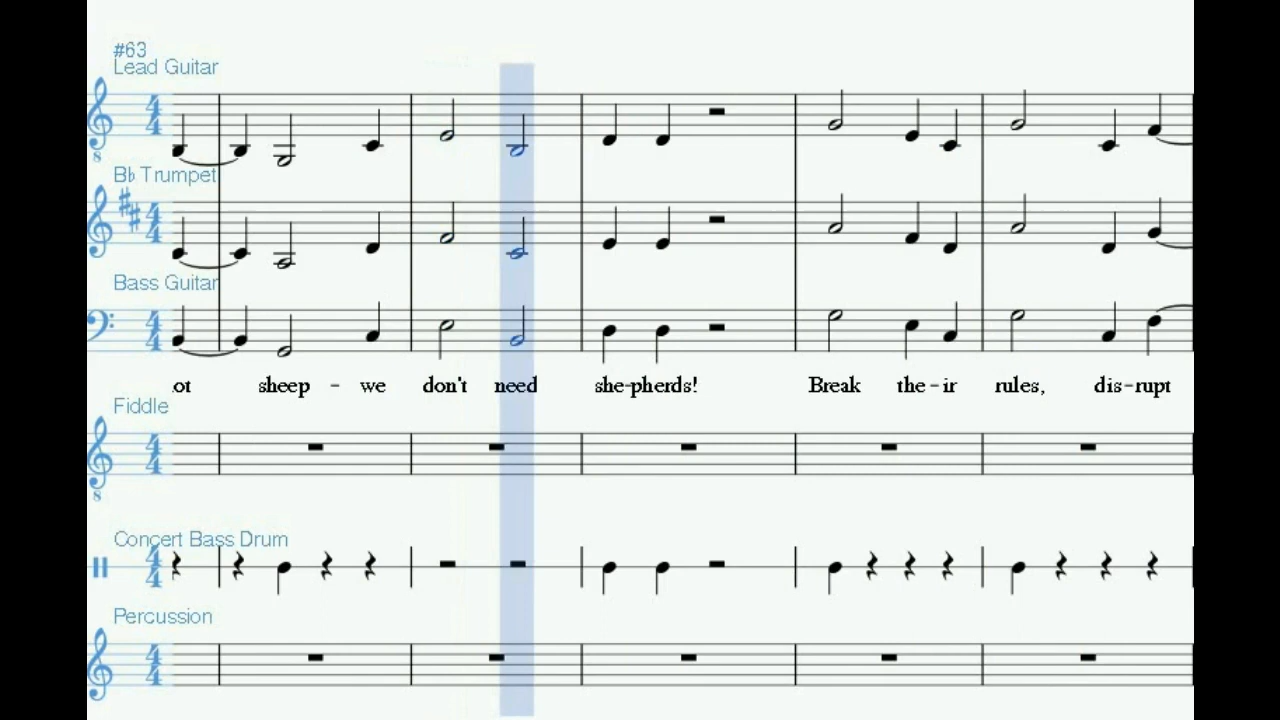 #63
Lead Guitar
B♭ Trumpet
Bass Guitar
ot sheep - we don't need she-pherds! Break the-ir rules, dis-rupt
Fiddle
Concert Bass Drum
Percussion